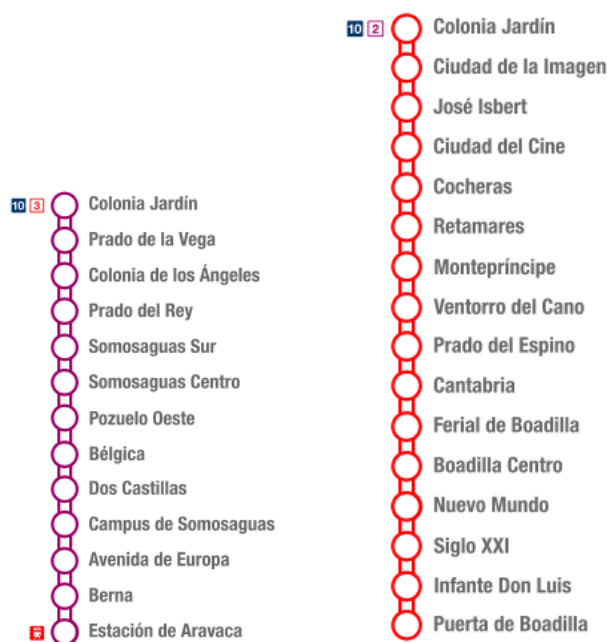 10 3 Colonia Jardín
Prado de la Vega
Colonia de los Ángeles
Prado del Rey
Somosaguas Sur
Somosaguas Centro
Pozuelo Oeste
Bélgica
Dos Castillas
Campus de Somosaguas
Avenida de Europa
Berna
Estación de Aravaca
10 2 Colonia Jardín
Ciudad de la Imagen
José Isbert
Ciudad del Cine
Cocheras
Retamares
Montepríncipe
Ventorro del Cano
Prado del Espino
Cantabria
Ferial de Boadilla
Boadilla Centro
Nuevo Mundo
Siglo XXI
Infante Don Luis
Puerta de Boadilla